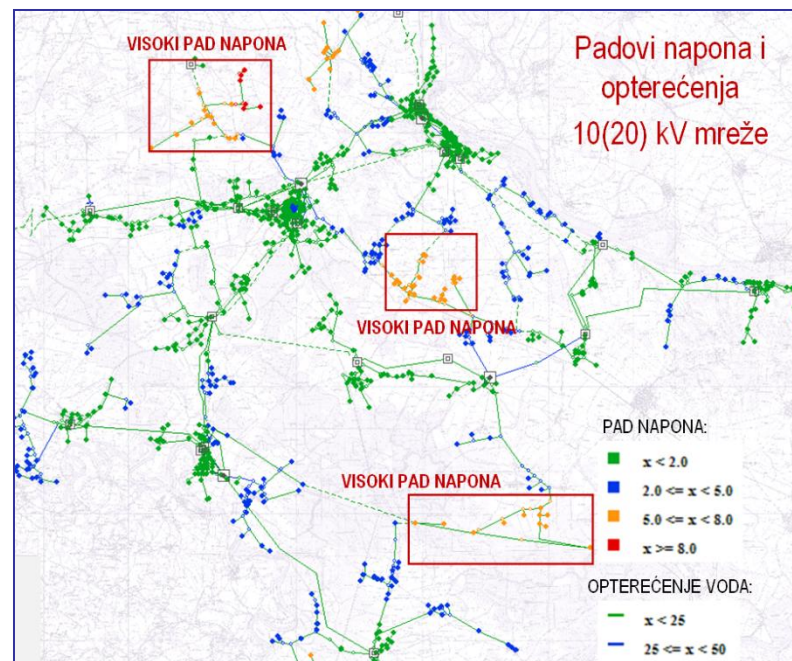 VISOKI PAD NAPONA
Padovi napona i
opterećenja
10(20) kV mreže
VISOKI PAD NAPONA
VISOKI PAD NAPONA
PAD NAPONA:
x < 2.0
2.0 <= x < 5.0
5.0 <= x < 8.0
x >= 8.0
OPTEREĆENJE VODA:
x < 25
25 <= x < 50